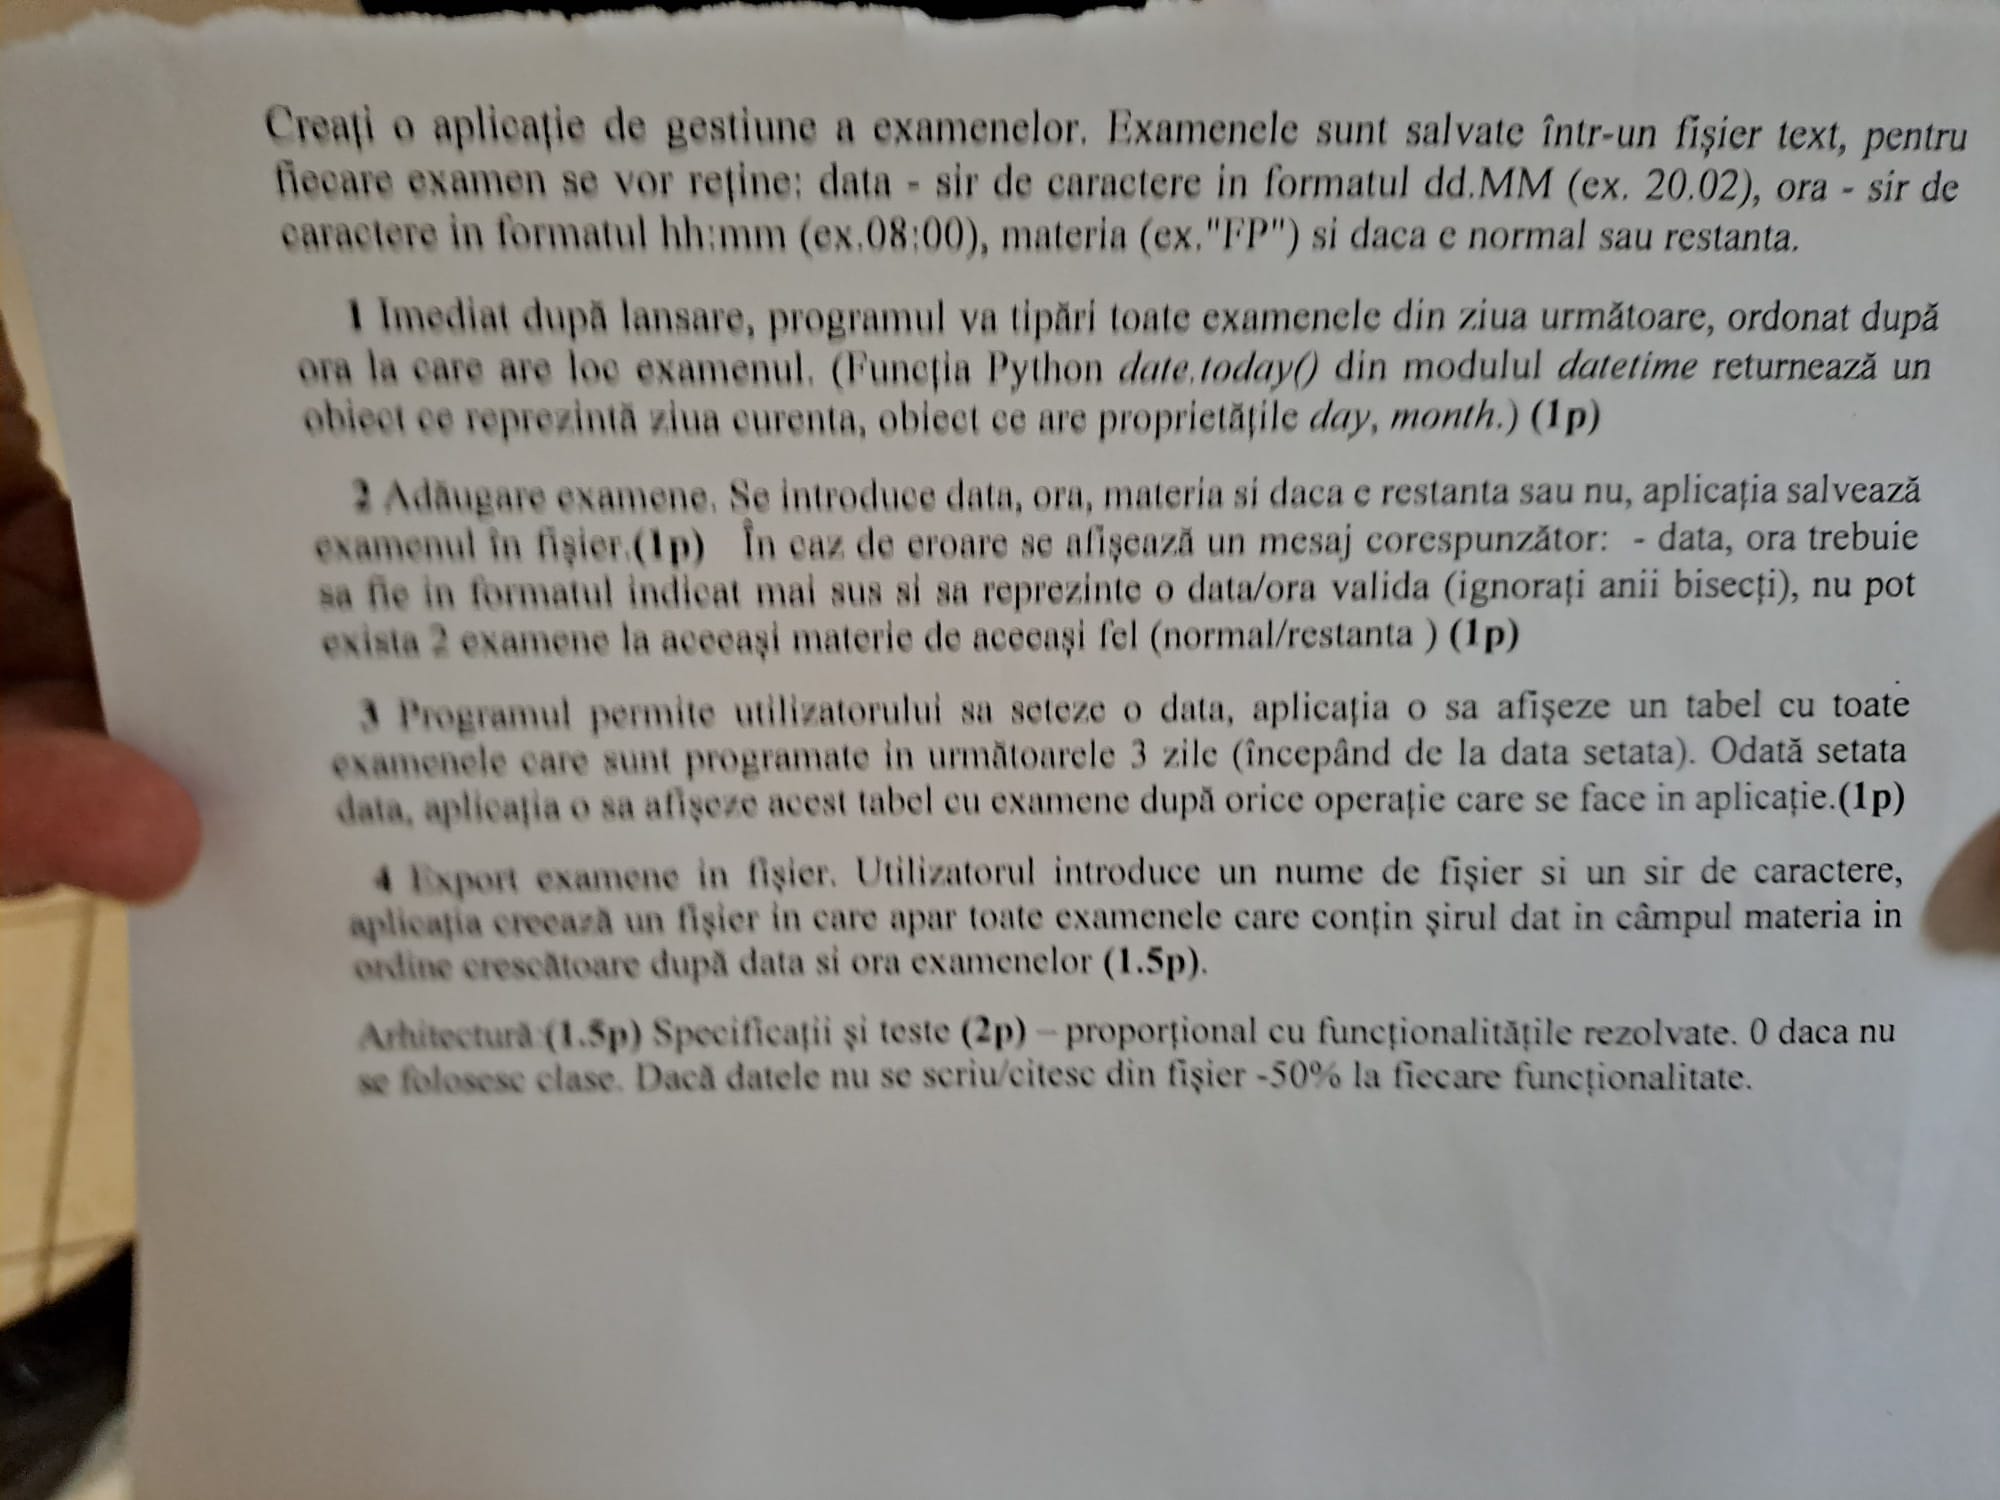 Creați o aplicație de gestiune a examenelor. Examenele sunt salvate într-un fișier text, pentru
fiecare examen se vor reține: data - sir de caractere in formatul dd.MM (ex. 20.02), ora - sir de
caractere in formatul hh:mm (ex.08:00), materia (ex."FP") si daca e normal sau restanta.
1 Imediat după lansare, programul va tipări toate examenele din ziua următoare, ordonat după
ora la care are loc examenul. (Funcția Python date.today() din modulul datetime returnează un
obiect ce reprezintă ziua curenta, obiect ce are proprietățile day, month.) (1p)
2 Adăugare examene. Se introduce data, ora, materia si daca e restanta sau nu, aplicația salvează
examenul în fișier.(1p) În caz de eroare se afișează un mesaj corespunzător: - data, ora trebuie
sa fie in formatul indicat mai sus si sa reprezinte o data/ora valida (ignorați anii bisecți), nu pot
exista 2 examene la aceeași materie de aceeași fel (normal/restanta ) (1p)
3 Programul permite utilizatorului sa seteze o data, aplicația o sa afișeze un tabel cu toate
examenele care sunt programate in următoarele 3 zile (începând de la data setata). Odată setata
data, aplicația o sa afișeze acest tabel cu examene după orice operație care se face in aplicație.(1p)
4 Export examene in fișier. Utilizatorul introduce un nume de fișier si un sir de caractere,
aplicația creează un fișier in care apar toate examenele care conțin șirul dat in câmpul materia in
ordine crescătoare după data si ora examenelor (1.5p).
Arhitectură:(1.5p) Specificații și teste (2p) – proporțional cu funcționalitățile rezolvate. 0 daca nu
se folosesc clase. Dacă datele nu se scriu/citesc din fișier -50% la fiecare funcționalitate.